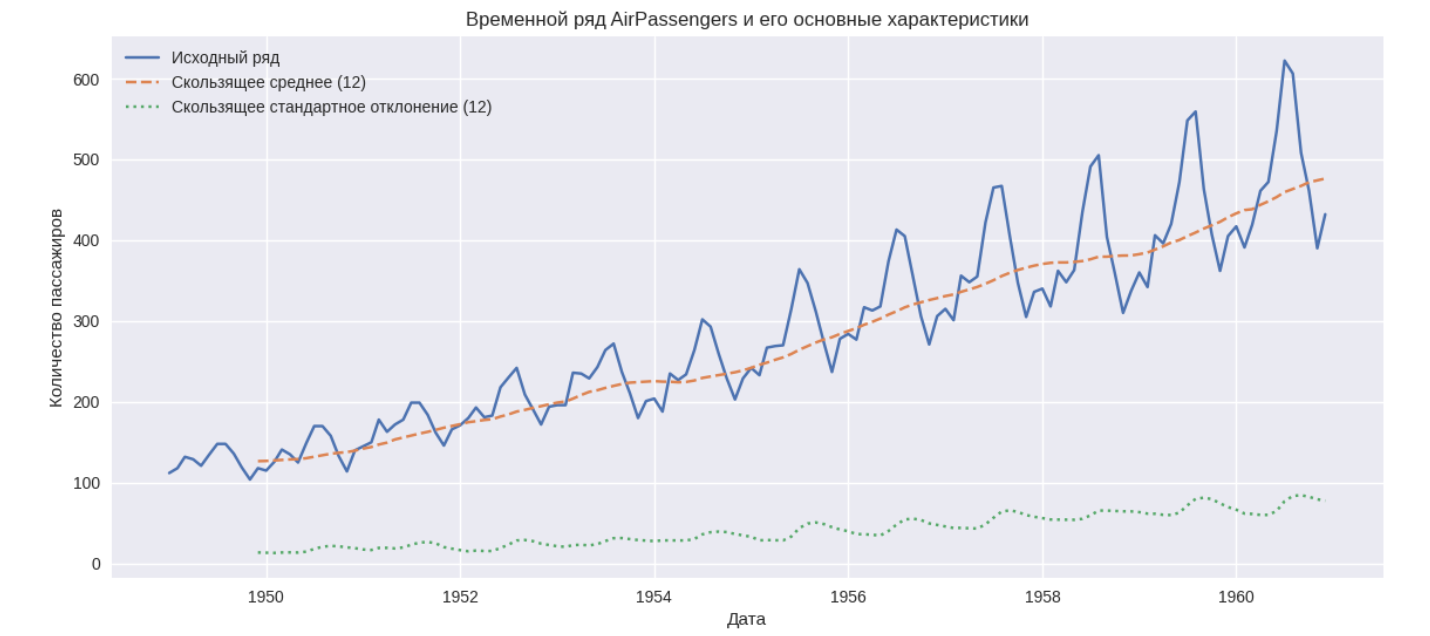 Временной ряд AirPassengers и его основные характеристики
Исходный ряд
Скользящее среднее (12)
Скользящее стандартное отклонение (12)
Количество пассажиров
600
500
400
300
200
100
0
1950 1952 1954 1956 1958 1960
Дата